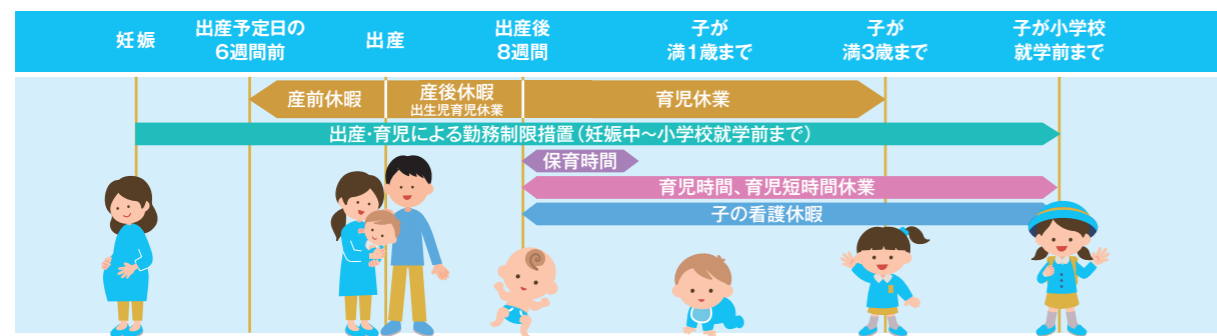 妊娠
出産予定日の
6週間前
出産
出産後
8週間
子が
満1歳まで
子が
満3歳まで
子が小学校
就学前まで
産前休暇
産後休暇
出生児育児休業
育児休業
出産・育児による勤務制限措置（妊娠中〜小学校就学前まで）
保育時間
育児時間、育児短時間休業
子の看護休暇